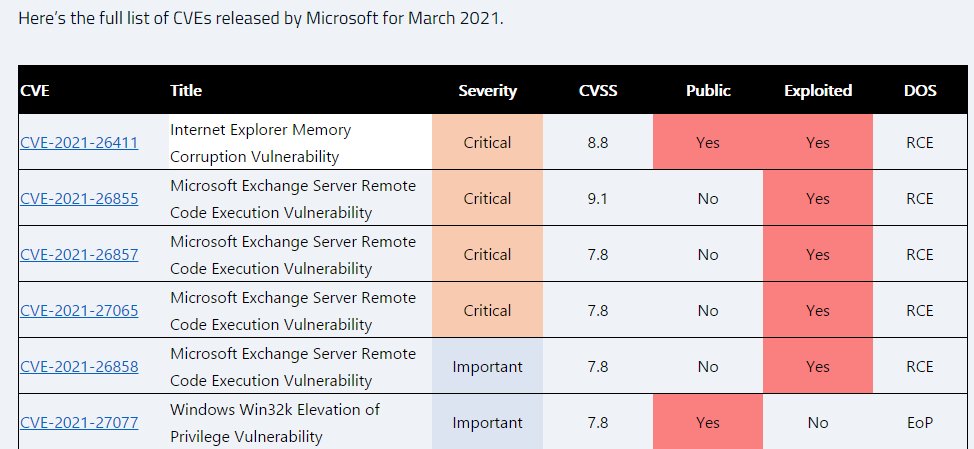 Here's the full list of CVEs released by Microsoft for March 2021.
CVE Title Severity CVSS Public Exploited DOS
CVE-2021-26411 Internet Explorer Memory Corruption Vulnerability Critical 8.8 Yes Yes RCE
CVE-2021-26855 Microsoft Exchange Server Remote Code Execution Vulnerability Critical 9.1 No Yes RCE
CVE-2021-26857 Microsoft Exchange Server Remote Code Execution Vulnerability Critical 7.8 No Yes RCE
CVE-2021-27065 Microsoft Exchange Server Remote Code Execution Vulnerability Critical 7.8 No Yes RCE
CVE-2021-26858 Microsoft Exchange Server Remote Code Execution Vulnerability Important 7.8 No Yes RCE
CVE-2021-27077 Windows Win32k Elevation of Privilege Vulnerability Important 7.8 Yes No EoP